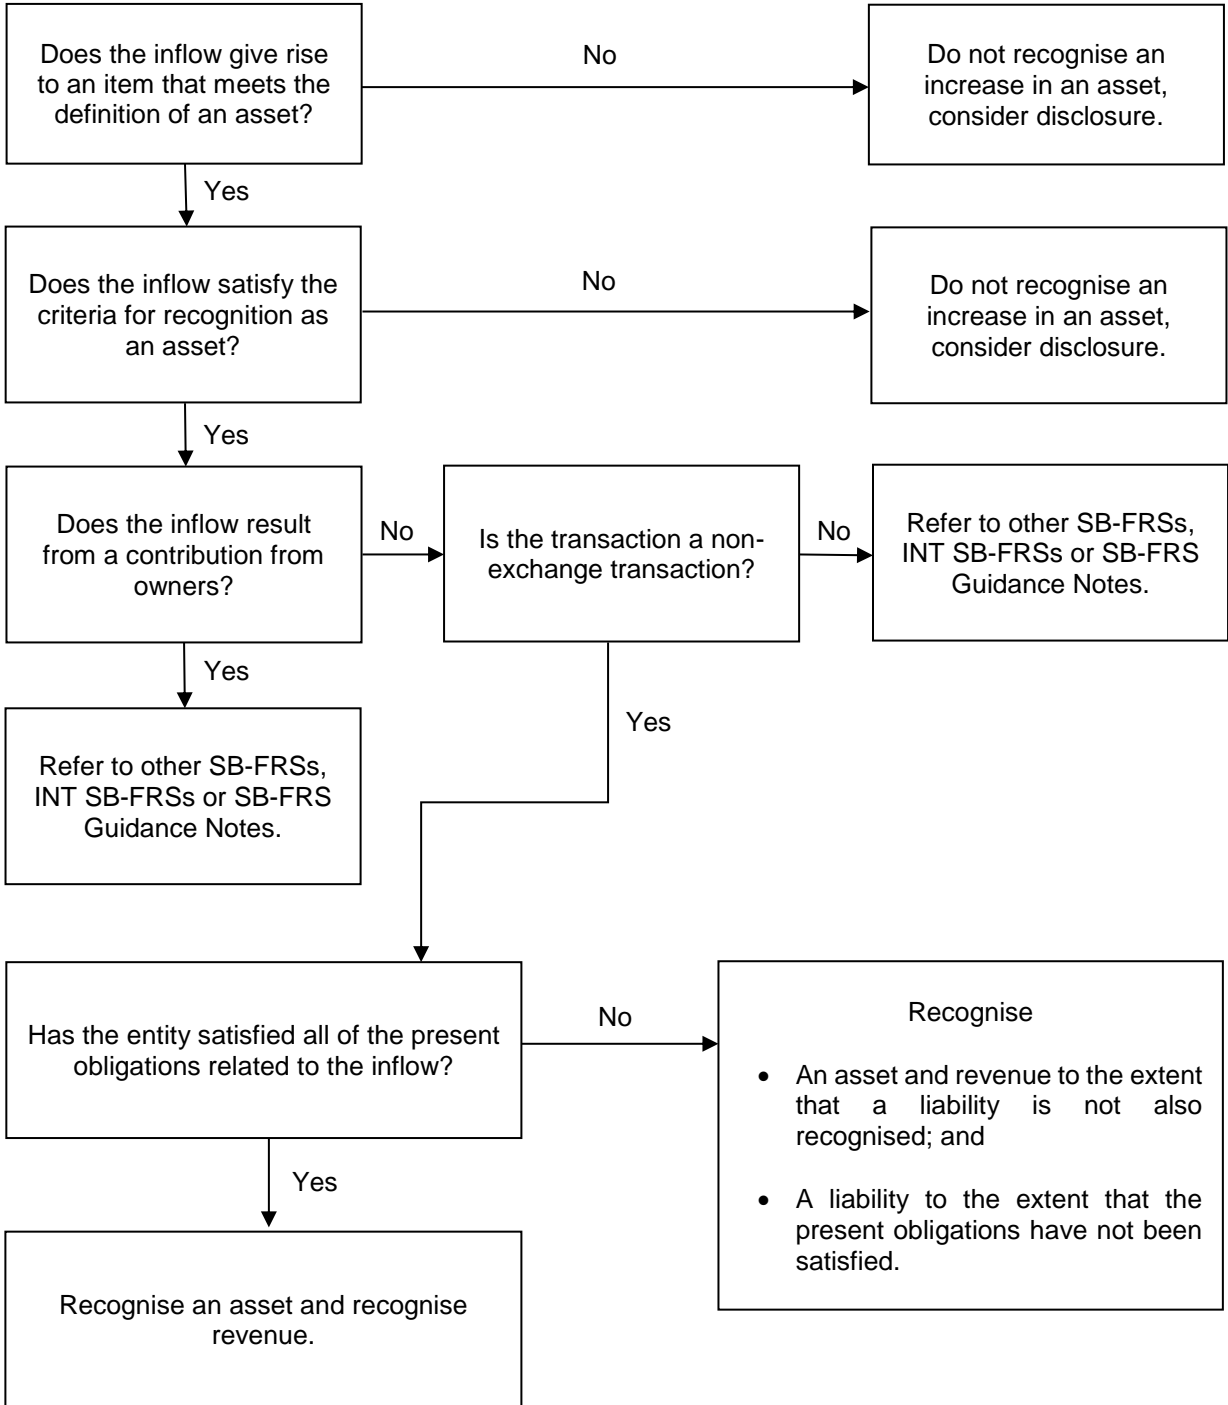 Does the inflow give rise
to an item that meets the
definition of an asset?
No
Do not recognise an
increase in an asset,
consider disclosure.
Yes
Does the inflow satisfy the
criteria for recognition as
an asset?
No
Do not recognise an
increase in an asset,
consider disclosure.
Yes
Does the inflow result
from a contribution from
owners?
No
Is the transaction a non-
exchange transaction?
No
Refer to other SB-FRSs,
INT SB-FRSs or SB-FRS
Guidance Notes.
Yes
Refer to other SB-FRSs,
INT SB-FRSs or SB-FRS
Guidance Notes.
Yes
Has the entity satisfied all of the present
obligations related to the inflow?
No
Recognise
• An asset and revenue to the extent
that a liability is not also
recognised; and
• A liability to the extent that the
present obligations have not been
satisfied.
Yes
Recognise an asset and recognise
revenue.